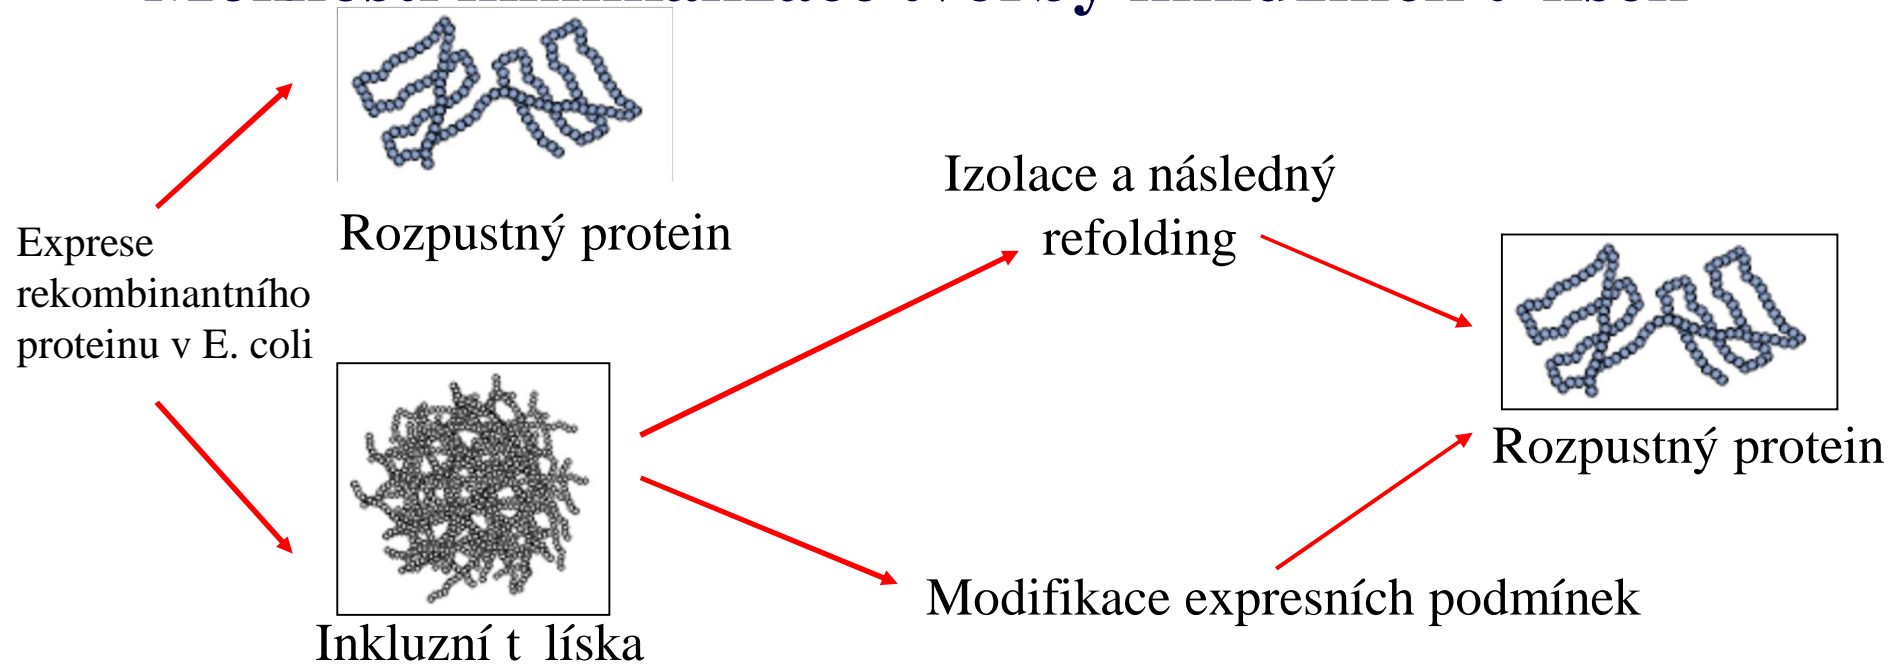 Rozpustný protein
Izolace a následný
refolding
Exprese
rekombinantního
proteinu v E. coli
Rozpustný protein
Modifikace expresních podmínek
Inkluzní t líska